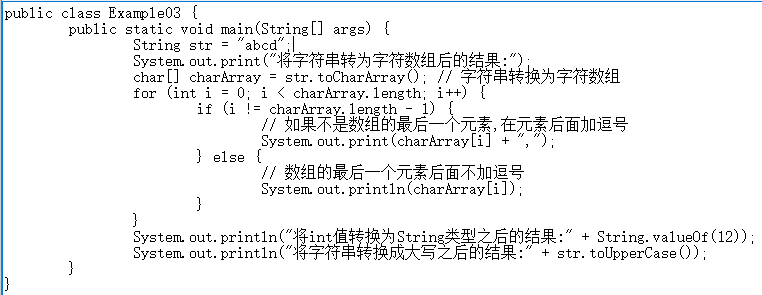 public class Example03 {
public static void main(String[] args) {
String str = "abcd";
System.out.print("将字符串转为字符数组后的结果:");
char[] charArray = str.toCharArray(); // 字符串转换为字符数组
for (int i = 0; i < charArray.length; i++) {
if (i != charArray.length - 1) {
// 如果不是数组的最后一个元素,在元素后面加逗号
System.out.print(charArray[i] + ",");
} else {
// 数组的最后一个元素后面不加逗号
System.out.println(charArray[i]);
}
}
System.out.println("将int值转换为String类型之后的结果:" + String.valueOf(12));
System.out.println("将字符串转换成大写之后的结果:" + str.toUpperCase());
}
}